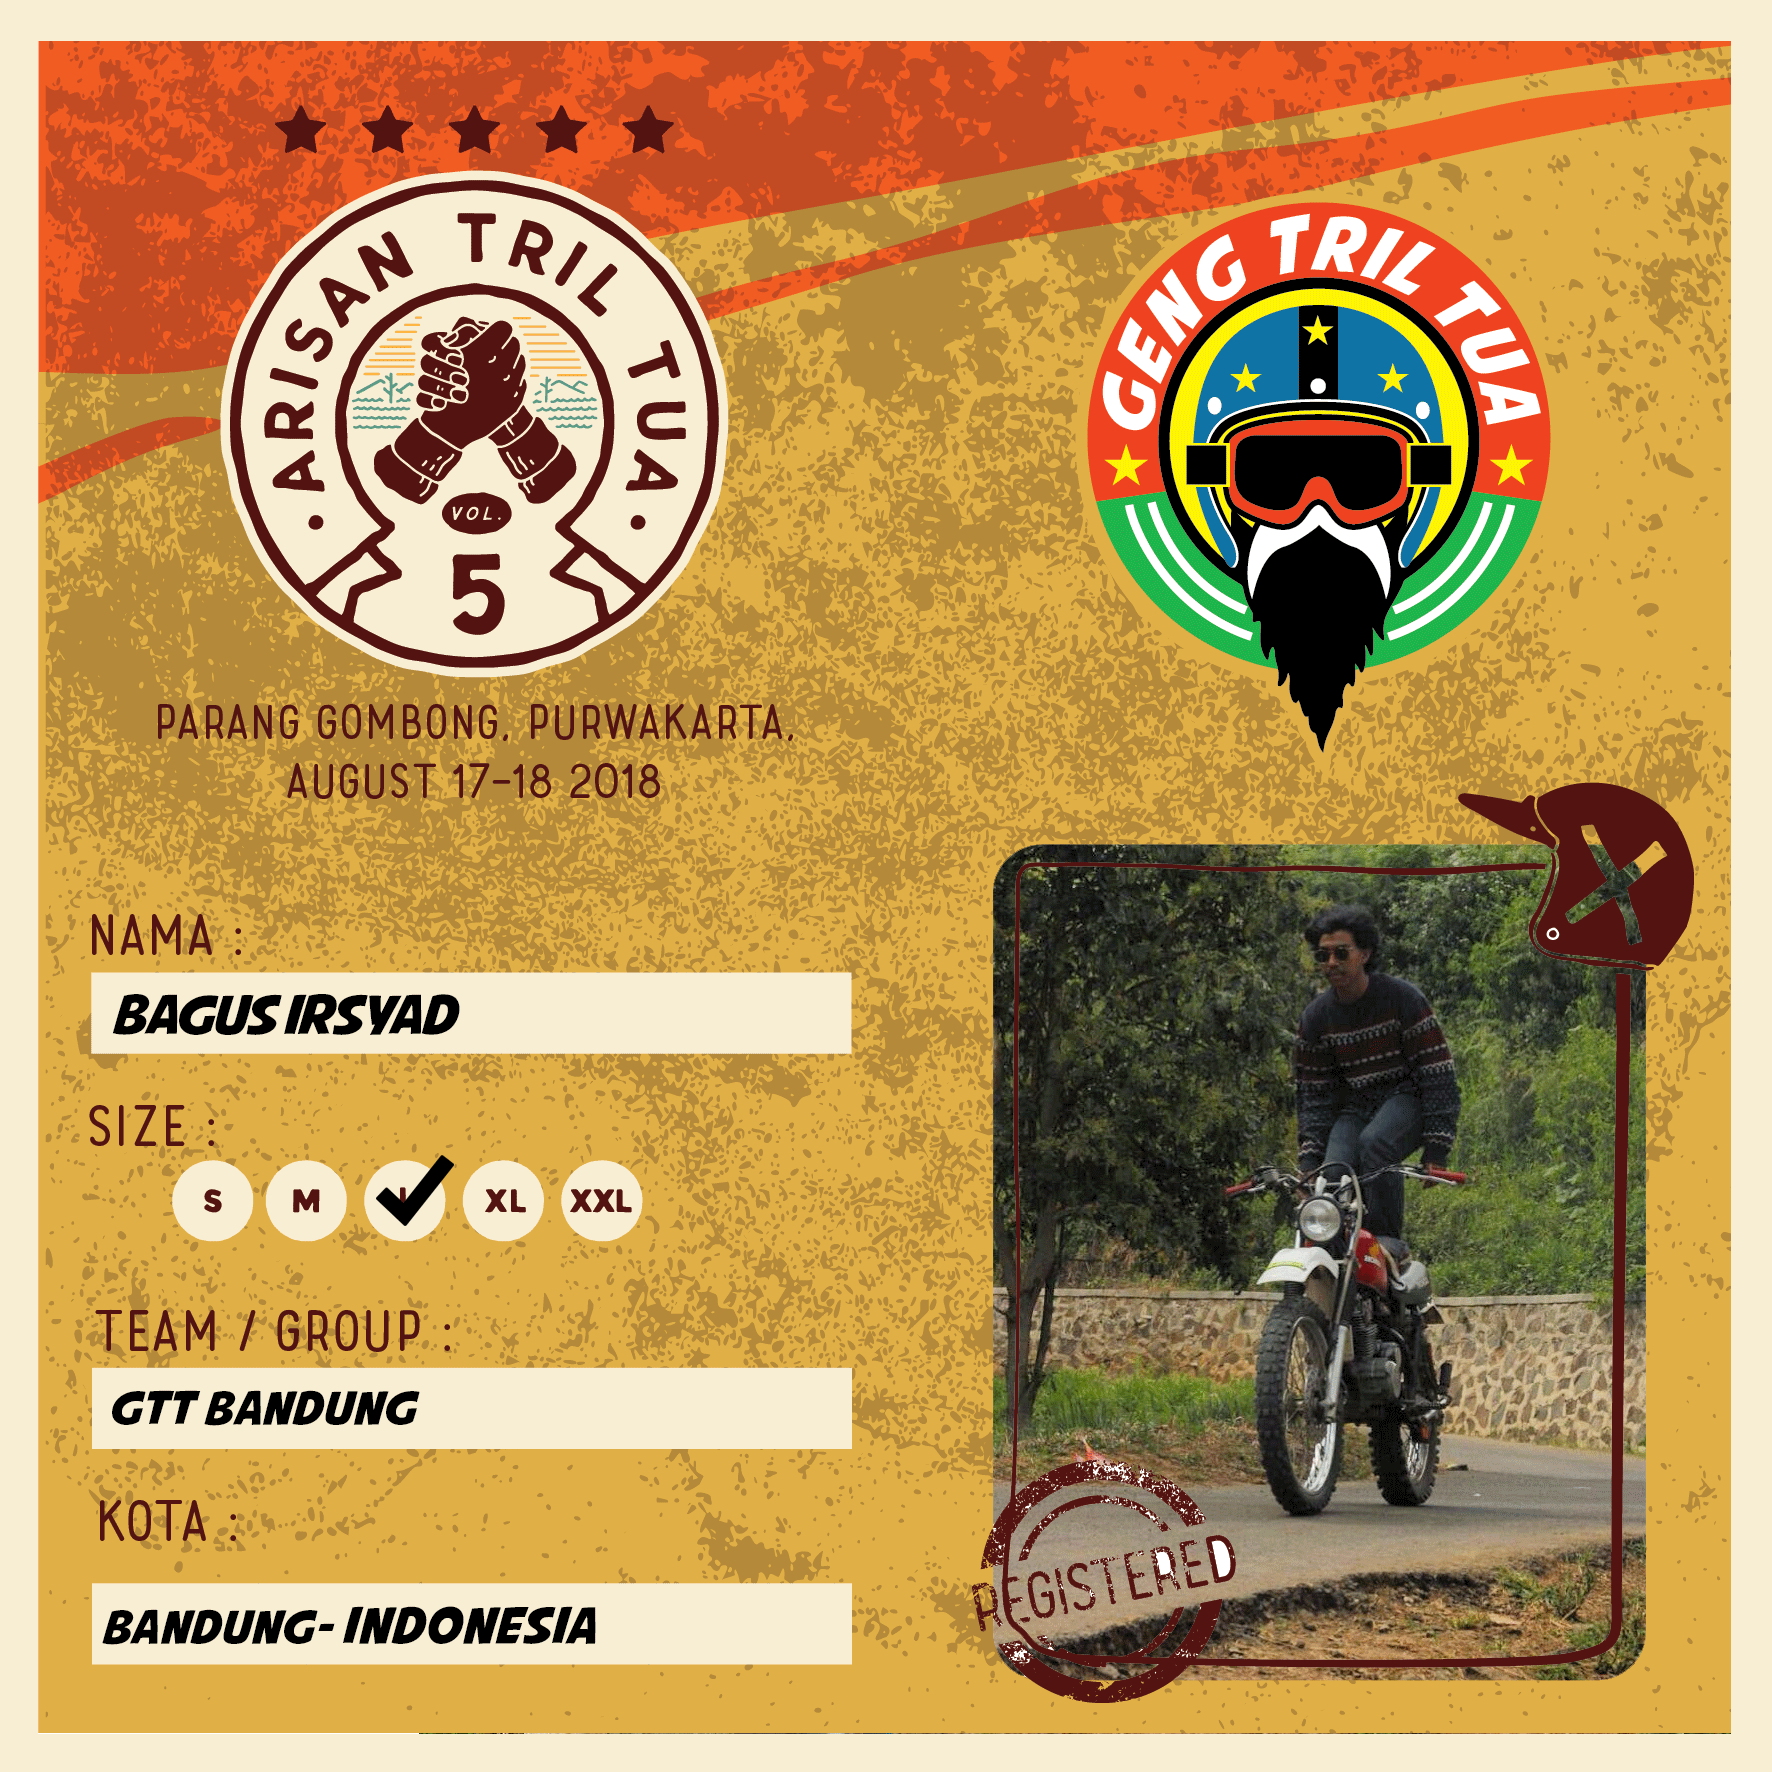 ARISAN TRIL TUA
VOL.
5
GENG TRIL TUA
PARANG GOMBONG, PURWAKARTA,
AUGUST 17-18 2018
NAMA :
BAGUS IRSYAD
SIZE :
S M L XL XXL
TEAM / GROUP :
GTT BANDUNG
KOTA :
BANDUNG- INDONESIA
REGISTERED